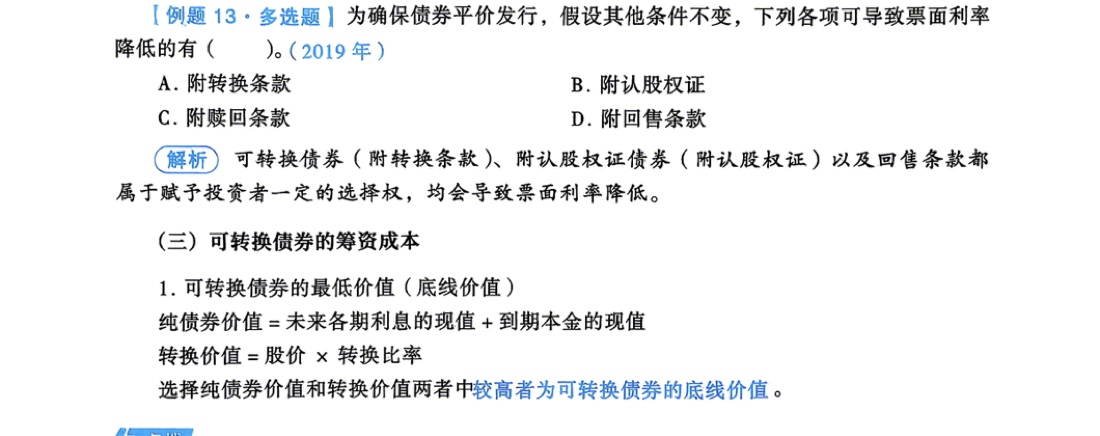 【例题 13·多选题】为确保债券平价发行，假设其他条件不变，下列各项可导致票面利率
降低的有（　　）。（2019 年）
A. 附转换条款　　B. 附认股权证
C. 附赎回条款　　D. 附回售条款
解析 可转换债券（附转换条款）、附认股权证债券（附认股权证）以及回售条款都
属于赋予投资者一定的选择权，均会导致票面利率降低。
（三）可转换债券的筹资成本
1. 可转换债券的最低价值（底线价值）
纯债券价值 = 未来各期利息的现值 + 到期本金的现值
转换价值 = 股价 × 转换比率
选择纯债券价值和转换价值两者中较高者为可转换债券的底线价值。